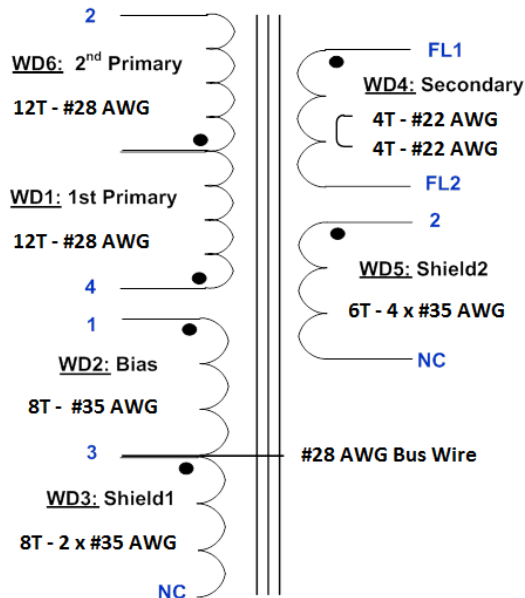 2
WD6: 2nd Primary
12T - #28 AWG
WD1: 1st Primary
12T - #28 AWG
4
1
WD2: Bias
8T - #35 AWG
3
WD3: Shield1
8T - 2 x #35 AWG
NC
FL1
WD4: Secondary
4T - #22 AWG
4T - #22 AWG
FL2
2
WD5: Shield2
6T - 4 x #35 AWG
NC
#28 AWG Bus Wire